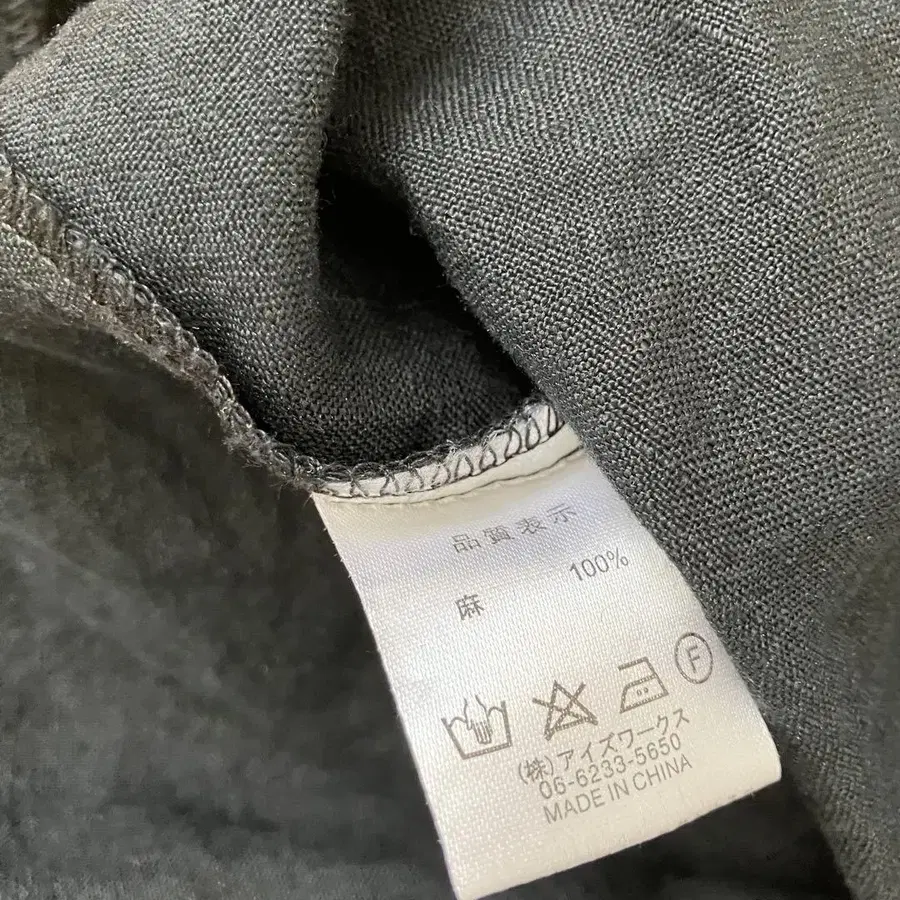 品質表示
麻 100%
F
(株)アイズワークス
06-6233-5650
MADE IN CHINA